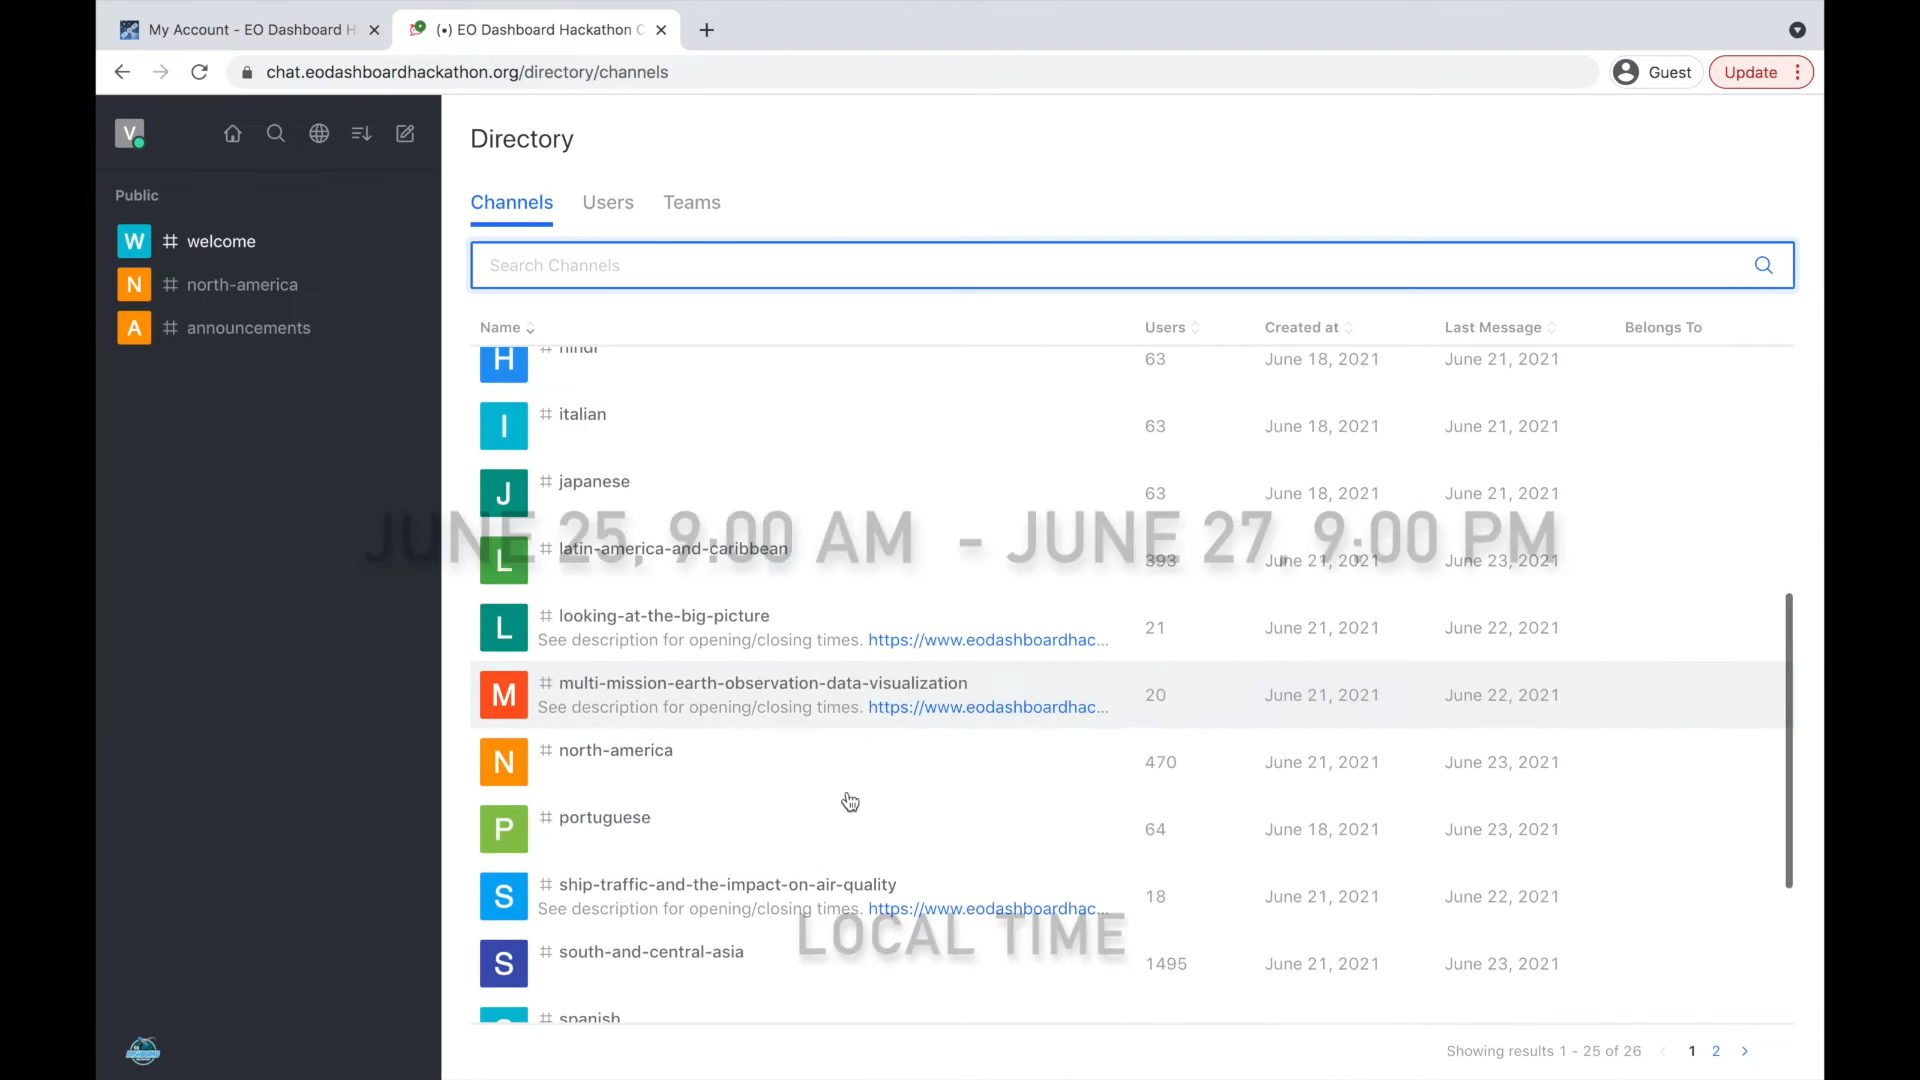 My Account - EO Dashboard H
(•) EO Dashboard Hackathon C
chat.eodashboardhackathon.org/directory/channels
Guest
Update
V
Directory
Public
Channels Users Teams
W # welcome
N # north-america
A # announcements
Search Channels
Name Users Created at Last Message Belongs To
H # hindi 63 June 18, 2021 June 21, 2021
I # italian 63 June 18, 2021 June 21, 2021
J # japanese 63 June 18, 2021 June 21, 2021
JUNE 25, 9:00 AM - JUNE 27, 9:00 PM
L # latin-america-and-caribbean 393 June 21, 2021 June 23, 2021
L # looking-at-the-big-picture 21 June 21, 2021 June 22, 2021
See description for opening/closing times. https://www.eodashboardhac...
M # multi-mission-earth-observation-data-visualization 20 June 21, 2021 June 22, 2021
See description for opening/closing times. https://www.eodashboardhac...
N # north-america 470 June 21, 2021 June 23, 2021
P # portuguese 64 June 18, 2021 June 23, 2021
S # ship-traffic-and-the-impact-on-air-quality 18 June 21, 2021 June 22, 2021
See description for opening/closing times. https://www.eodashboardhac...
LOCAL TIME
S # south-and-central-asia 1495 June 21, 2021 June 23, 2021
# spanish
Showing results 1 - 25 of 26 < 1 2 >